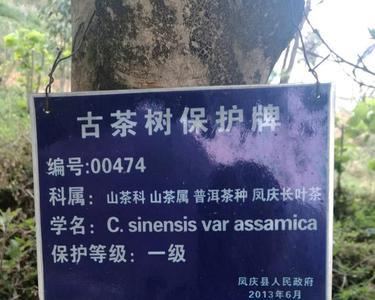 古茶树保护牌
编号:00474
科属：山茶科 山茶属 普洱茶种 凤庆长叶茶
学名：C. sinensis var assamica
保护等级：一级
凤庆县人民政府
2013年6月